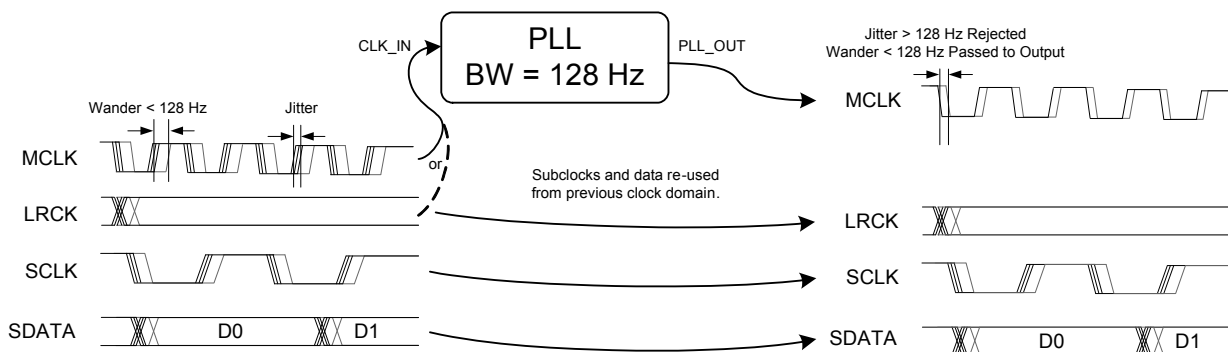 CLK_IN
PLL
BW = 128 Hz
PLL_OUT
Jitter > 128 Hz Rejected
Wander < 128 Hz Passed to Output
Wander < 128 Hz
Jitter
MCLK
or
MCLK
Subclocks and data re-used
from previous clock domain.
LRCK
LRCK
SCLK
SCLK
SDATA
D0
D1
SDATA
D0
D1